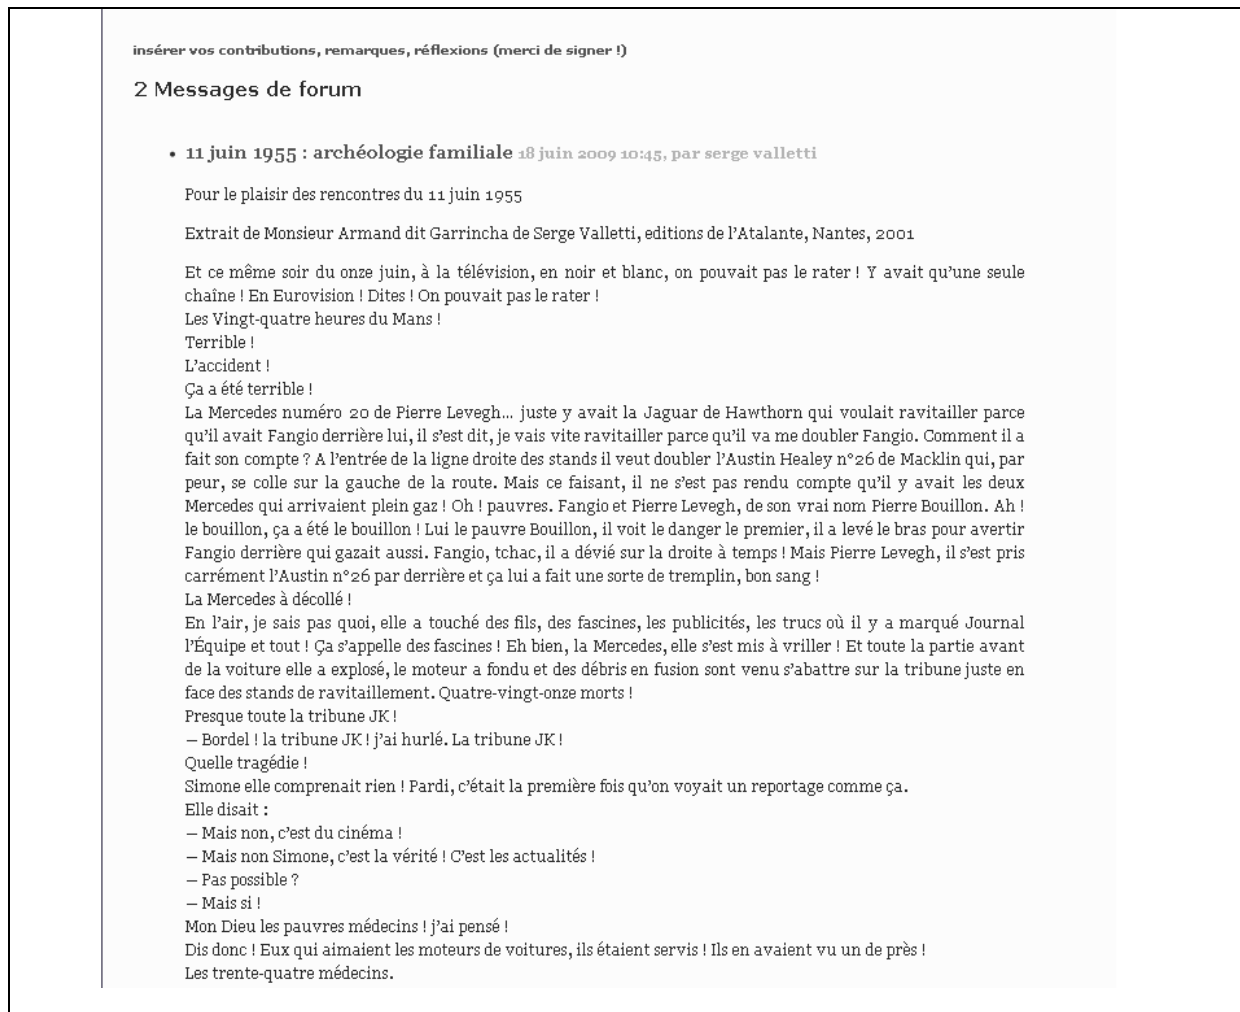 insérer vos contributions, remarques, réflexions (merci de signer !)
2 Messages de forum
• 11 juin 1955 : archéologie familiale 18 juin 2009 10:45, par serge valletti
Pour le plaisir des rencontres du 11 juin 1955
Extrait de Monsieur Armand dit Garrincha de Serge Valletti, editions de l'Atalante, Nantes, 2001
Et ce même soir du onze juin, à la télévision, en noir et blanc, on pouvait pas le rater ! Y avait qu'une seule
chaîne ! En Eurovision ! Dites ! On pouvait pas le rater !
Les Vingt-quatre heures du Mans !
Terrible !
L'accident !
Ça a été terrible !
La Mercedes numéro 20 de Pierre Levegh... juste y avait la Jaguar de Hawthorn qui voulait ravitailler parce
qu'il avait Fangio derrière lui, il s'est dit, je vais vite ravitailler parce qu'il va me doubler Fangio. Comment il a
fait son compte ? A l'entrée de la ligne droite des stands il veut doubler l'Austin Healey n°26 de Macklin qui, par
peur, se colle sur la gauche de la route. Mais ce faisant, il ne s'est pas rendu compte qu'il y avait les deux
Mercedes qui arrivaient plein gaz ! Oh ! pauvres. Fangio et Pierre Levegh, de son vrai nom Pierre Bouillon. Ah !
le bouillon, ça a été le bouillon ! Lui le pauvre Bouillon, il voit le danger le premier, il a levé le bras pour avertir
Fangio derrière qui gazait aussi. Fangio, tchac, il a dévié sur la droite à temps ! Mais Pierre Levegh, il s'est pris
carrément l'Austin n°26 par derrière et ça lui a fait une sorte de tremplin, bon sang !
La Mercedes à décollé !
En l'air, je sais pas quoi, elle a touché des fils, des fascines, les publicités, les trucs où il y a marqué Journal
l'Équipe et tout ! Ça s'appelle des fascines ! Eh bien, la Mercedes, elle s'est mis à vriller ! Et toute la partie avant
de la voiture elle a explosé, le moteur a fondu et des débris en fusion sont venu s'abattre sur la tribune juste en
face des stands de ravitaillement. Quatre-vingt-onze morts !
Presque toute la tribune JK !
— Bordel ! la tribune JK ! j'ai hurlé. La tribune JK !
Quelle tragédie !
Simone elle comprenait rien ! Pardi, c'était la première fois qu'on voyait un reportage comme ça.
Elle disait :
— Mais non, c'est du cinéma !
— Mais non Simone, c'est la vérité ! C'est les actualités !
— Pas possible ?
— Mais si !
Mon Dieu les pauvres médecins ! j'ai pensé !
Dis donc ! Eux qui aimaient les moteurs de voitures, ils étaient servis ! Ils en avaient vu un de près !
Les trente-quatre médecins.